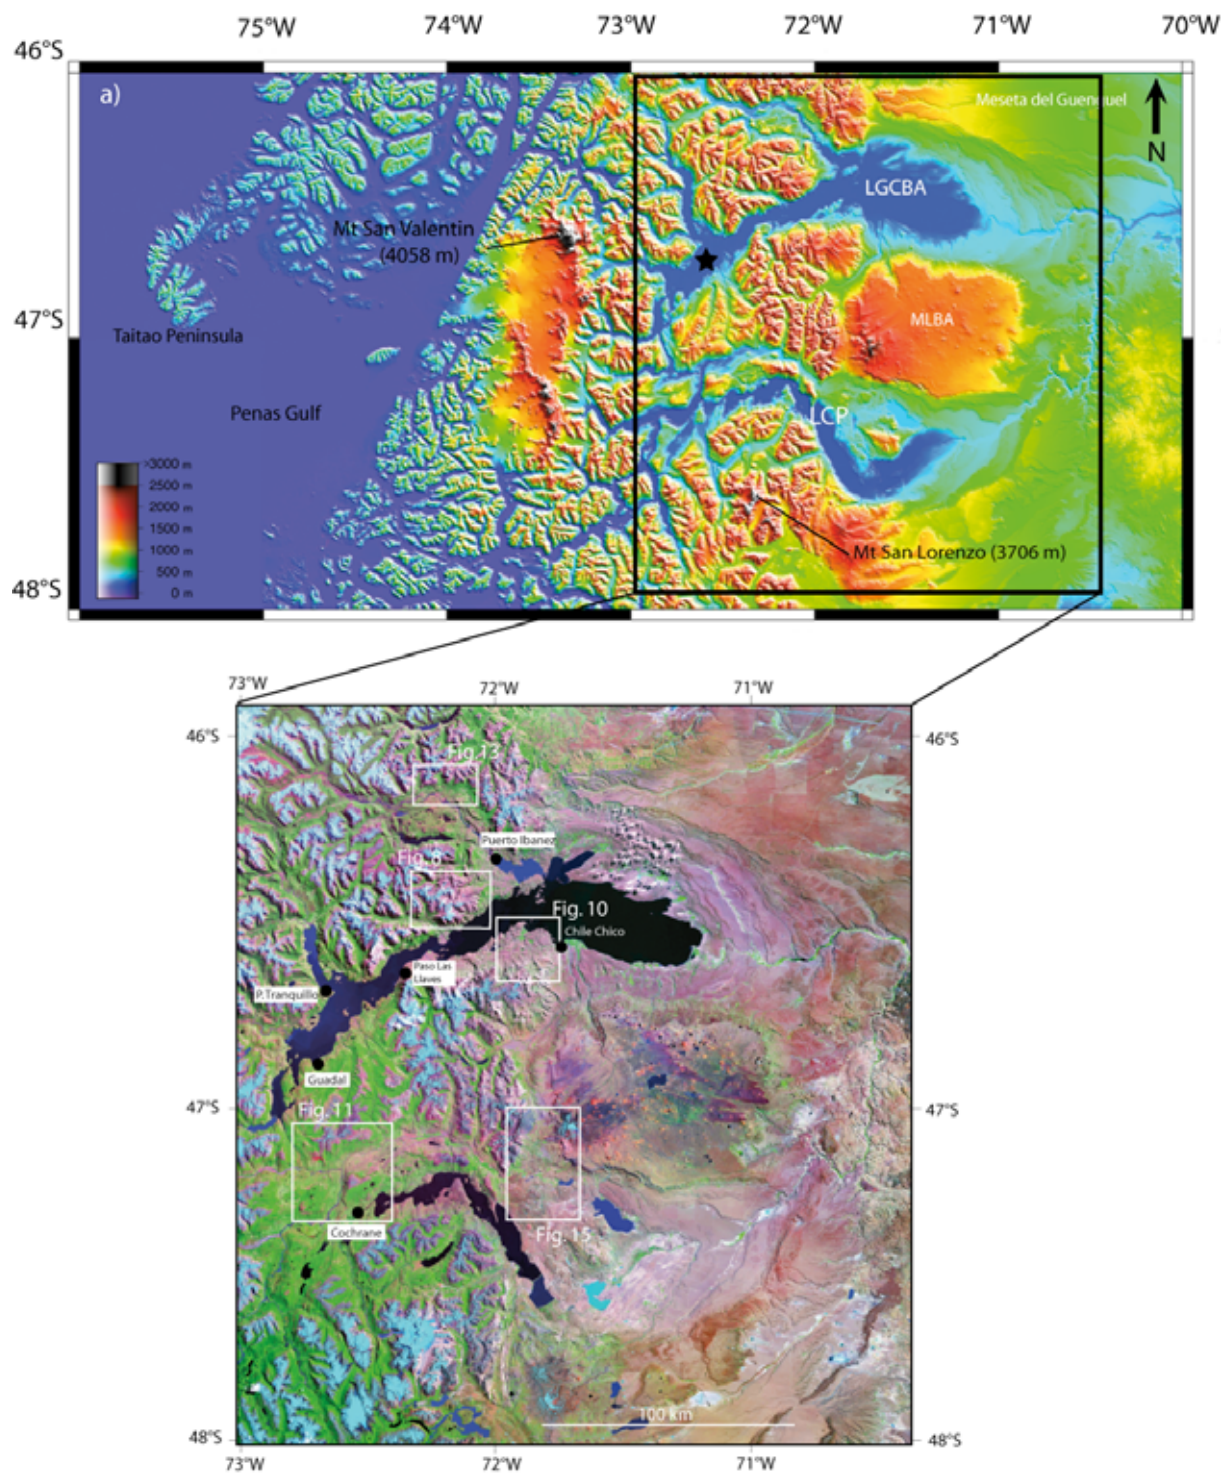 75°W 74°W 73°W 72°W 71°W 70°W
46°S
a)
Meseta del Guenguel
N
LGCBA
Mt San Valentin
(4058 m)
47°S
Taitao Peninsula
MLBA
Penas Gulf
LCP
>3000 m
2500 m
2000 m
1500 m
1000 m
500 m
0 m
Mt San Lorenzo (3706 m)
48°S
73°W 72°W 71°W
46°S 46°S
Fig.13
Puerto Ibanez
Fig. 8
Fig. 10
Chile Chico
Paso Las
Llaves
P.Tranquillo
Guadal
47°S 47°S
Fig. 11
Cochrane
Fig. 15
100 km
48°S 48°S
73°W 72°W 71°W